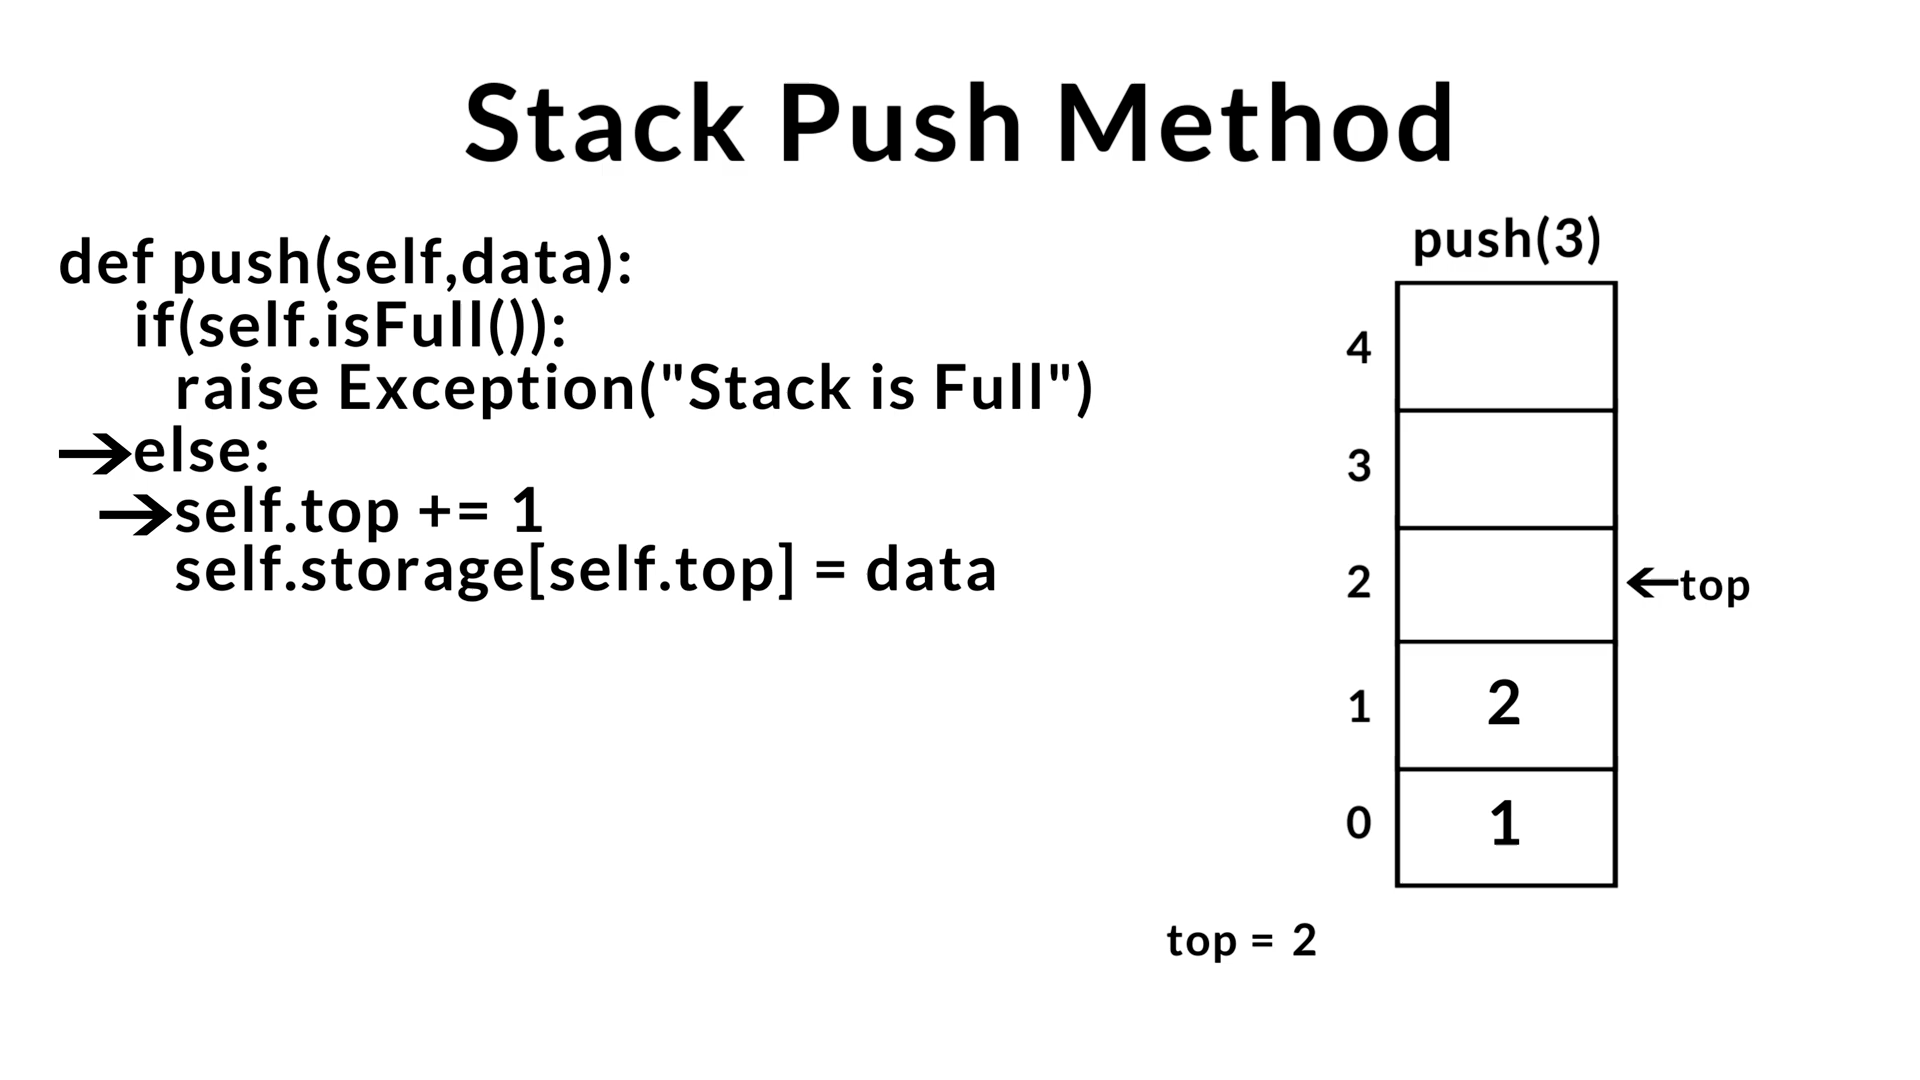 Stack Push Method
def push(self,data):
if(self.isFull()):
raise Exception("Stack is Full")
else:
self.top += 1
self.storage[self.top] = data
push(3)
4
3
2
top
1 2
0 1
top = 2